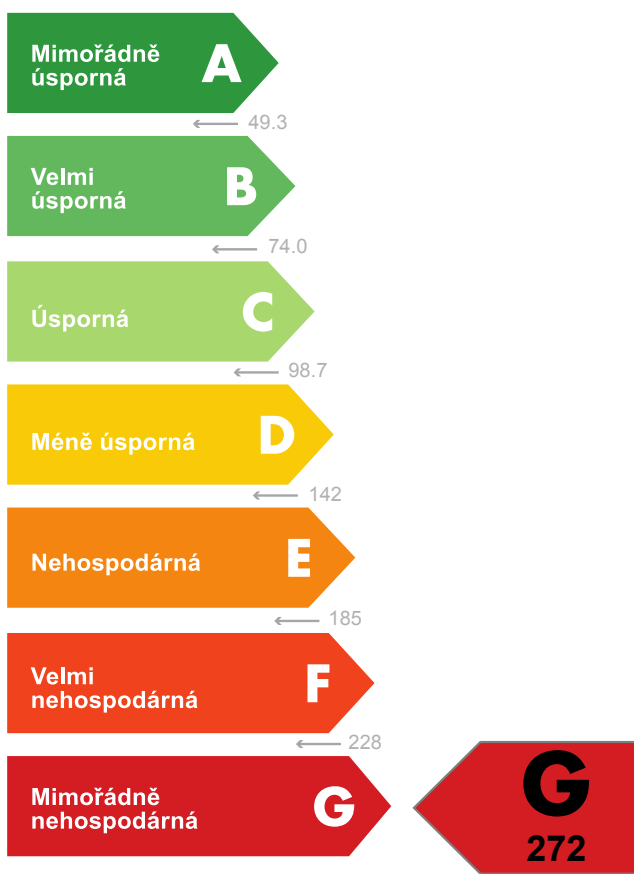 Mimořádně
úsporná
A
← 49.3
Velmi
úsporná
B
← 74.0
Úsporná
C
← 98.7
Méně úsporná
D
← 142
Nehospodárná
E
← 185
Velmi
nehospodárná
F
← 228
Mimořádně
nehospodárná
G
G
272